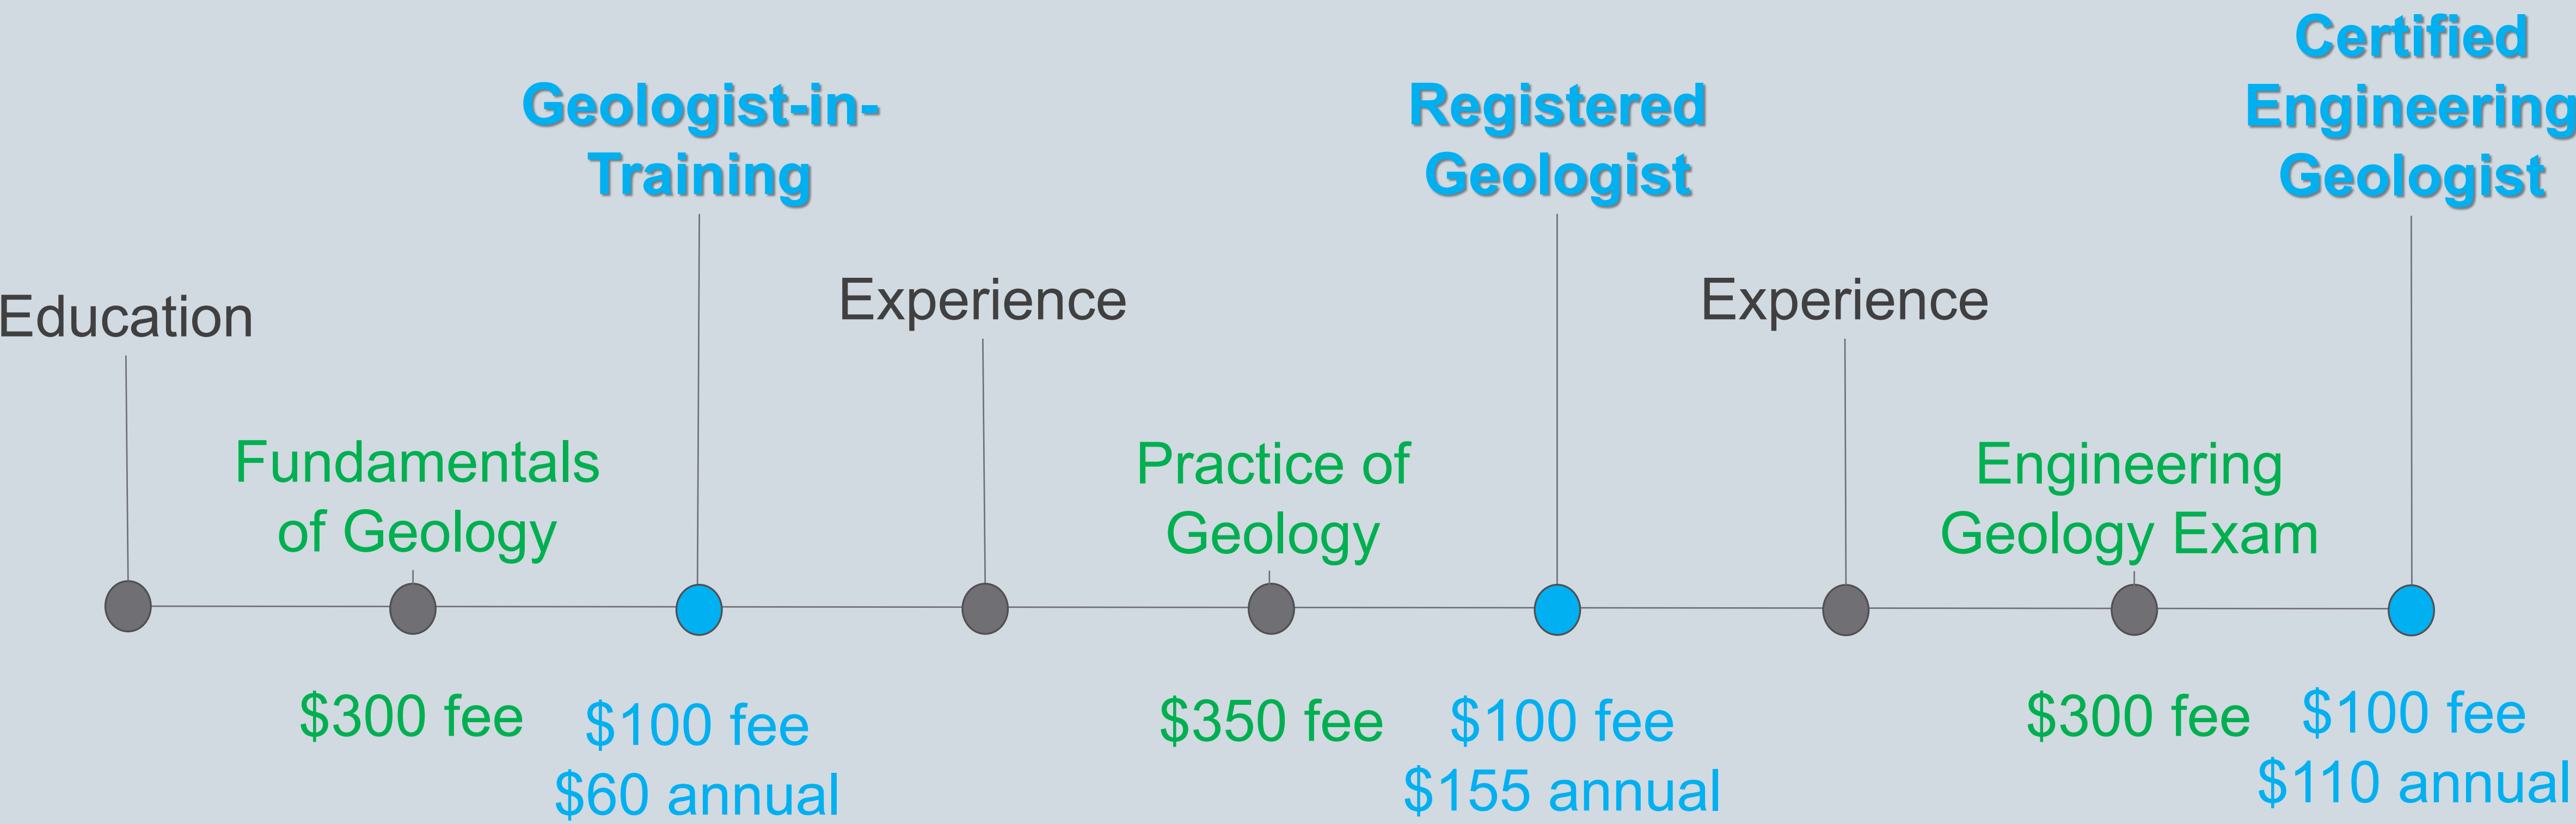 Education
Fundamentals
of Geology
$300 fee
Geologist-in-
Training
$100 fee
$60 annual
Experience
Practice of
Geology
$350 fee
Registered
Geologist
$100 fee
$155 annual
Experience
Engineering
Geology Exam
$300 fee
Certified
Engineering
Geologist
$100 fee
$110 annual